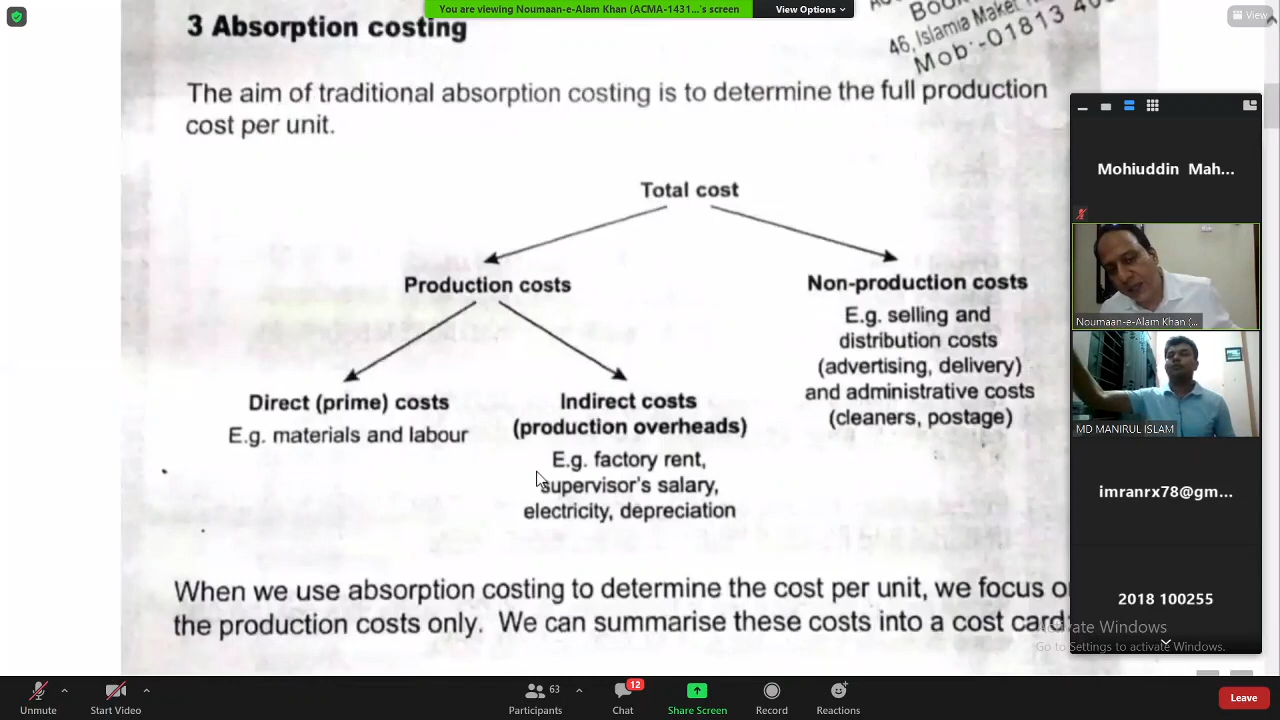 You are viewing Noumaan-e-Alam Khan (ACMA-1431...'s screen
View Options
View
46, Islamia
Mob:-01813
3 Absorption costing
The aim of traditional absorption costing is to determine the full production
cost per unit.
Total cost
Production costs
Non-production costs
E.g. selling and
distribution costs
(advertising, delivery)
and administrative costs
(cleaners, postage)
Direct (prime) costs
E.g. materials and labour
Indirect costs
(production overheads)
E.g. factory rent,
supervisor's salary,
electricity, depreciation
When we use absorption costing to determine the cost per unit, we focus
the production costs only. We can summarise these costs into a cost card
Mohiuddin Mah...
Noumaan-e-Alam Khan (...
MD MANIRUL ISLAM
imranrx78@gm...
2018 100255
Activate Windows
Go to Settings to activate Windows.
Unmute
Start Video
63
Participants
12
Chat
Share Screen
Record
Reactions
Leave